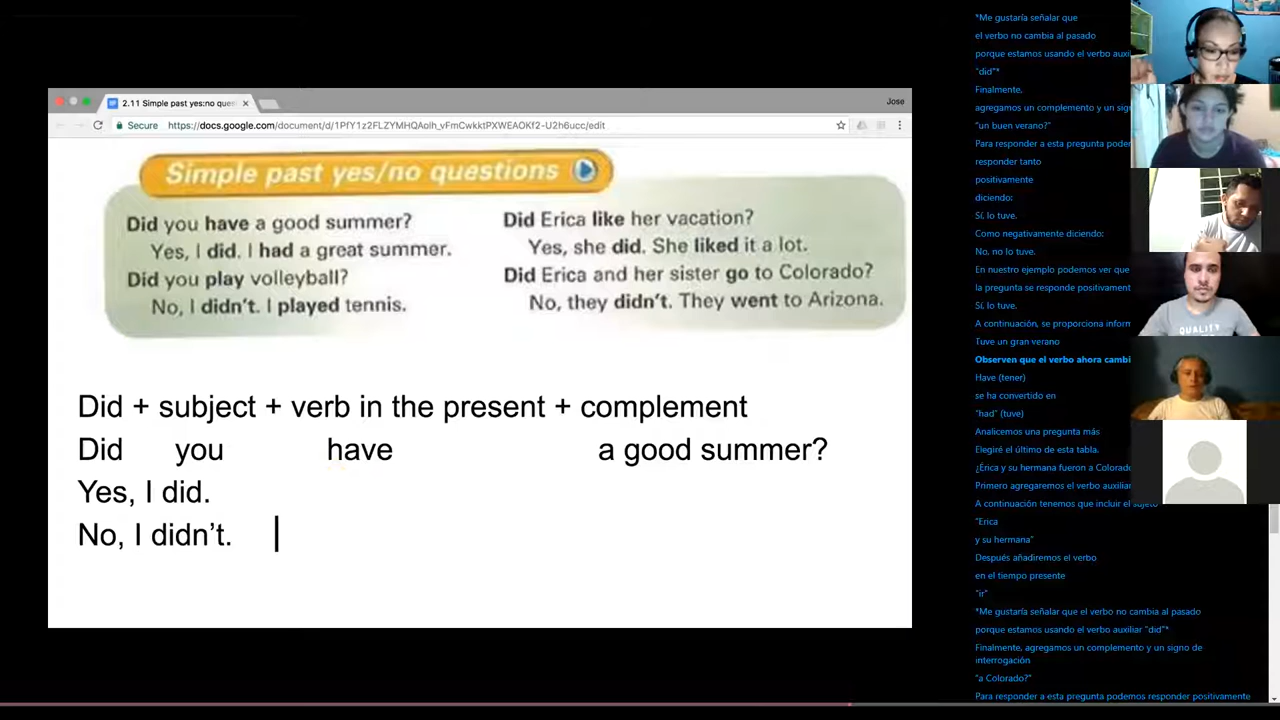 2.11 Simple past yes:no ques
Jose
Secure
https://docs.google.com/document/d/1PfY1z2FLZYMHQAolh_vFmCwkktPXWEAOKf2-U2h6ucc/edit
Simple past yes/no questions
Did you have a good summer?
Yes, I did. I had a great summer.
Did you play volleyball?
No, I didn't. I played tennis.
Did Erica like her vacation?
Yes, she did. She liked it a lot.
Did Erica and her sister go to Colorado?
No, they didn't. They went to Arizona.
Did + subject + verb in the present + complement
Did you have a good summer?
Yes, I did.
No, I didn't.
*Me gustaría señalar que
el verbo no cambia al pasado
porque estamos usando el verbo auxil
"did"*
Finalmente,
agregamos un complemento y un sign
"un buen verano?"
Para responder a esta pregunta poder
responder tanto
positivamente
diciendo:
Sí, lo tuve.
Como negativamente diciendo:
No, no lo tuve.
En nuestro ejemplo podemos ver que
la pregunta se responde positivament
Sí, lo tuve.
A continuación, se proporciona inform
Tuve un gran verano
Observen que el verbo ahora cambi
Have (tener)
se ha convertido en
"had" (tuve)
Analicemos una pregunta más
Elegiré el último de esta tabla.
¿Erica y su hermana fueron a Colorado
Primero agregaremos el verbo auxiliar
A continuación tenemos que incluir el sujeto
"Erica
y su hermana"
Después añadiremos el verbo
en el tiempo presente
"ir"
*Me gustaría señalar que el verbo no cambia al pasado
porque estamos usando el verbo auxiliar "did"*
Finalmente, agregamos un complemento y un signo de
interrogación
"a Colorado?"
Para responder a esta pregunta podemos responder positivamente
QUALITY